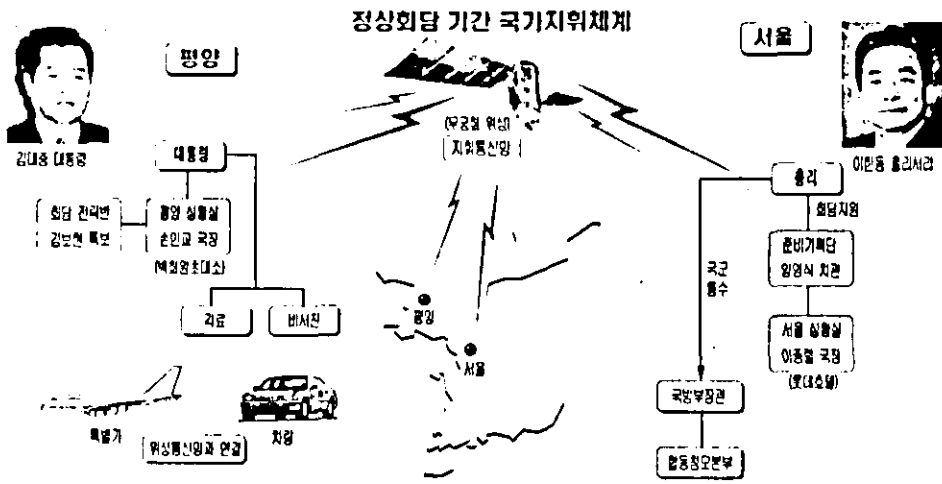 정상회담 기간 국가지휘체계
평양
서울
김대중 대통령
이한동 총리서리
(무궁화 위성)
지휘통신망
대통령
회담 전략반
김보현 특보
평양 상황실
손인교 국장
(백화원초대소)
각료
비서진
평양
서울
특별기
차량
위성통신망과 연결
총리
회담지원
준비기획단
차관
국군
통수
서울 상황실
국장
(롯데호텔)
국방부장관
합동참모본부